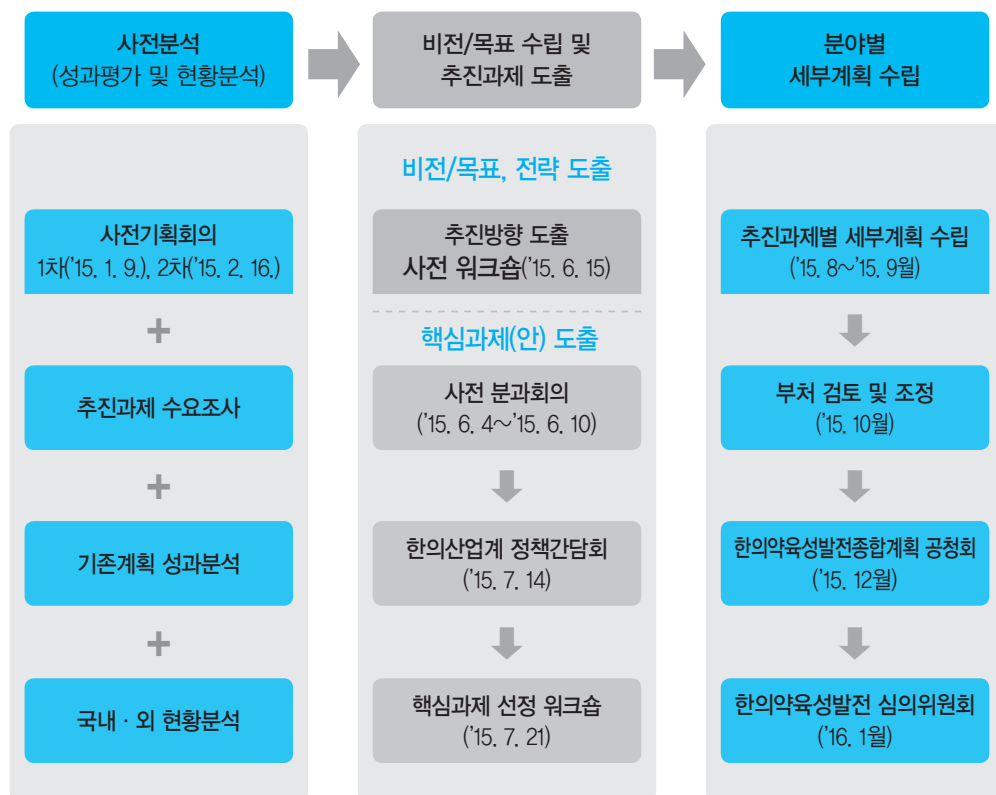 사전분석
(성과평가 및 현황분석)
비전/목표 수립 및
추진과제 도출
분야별
세부계획 수립
사전기획회의
1차('15. 1. 9.), 2차('15. 2. 16.)
+
추진과제 수요조사
+
기존계획 성과분석
+
국내 · 외 현황분석
비전/목표, 전략 도출
추진방향 도출
사전 워크숍('15. 6. 15)
핵심과제(안) 도출
사전 분과회의
('15. 6. 4~'15. 6. 10)
한의산업계 정책간담회
('15. 7. 14)
핵심과제 선정 워크숍
('15. 7. 21)
추진과제별 세부계획 수립
('15. 8~'15. 9월)
부처 검토 및 조정
('15. 10월)
한의약육성발전종합계획 공청회
('15. 12월)
한의약육성발전 심의위원회
('16. 1월)